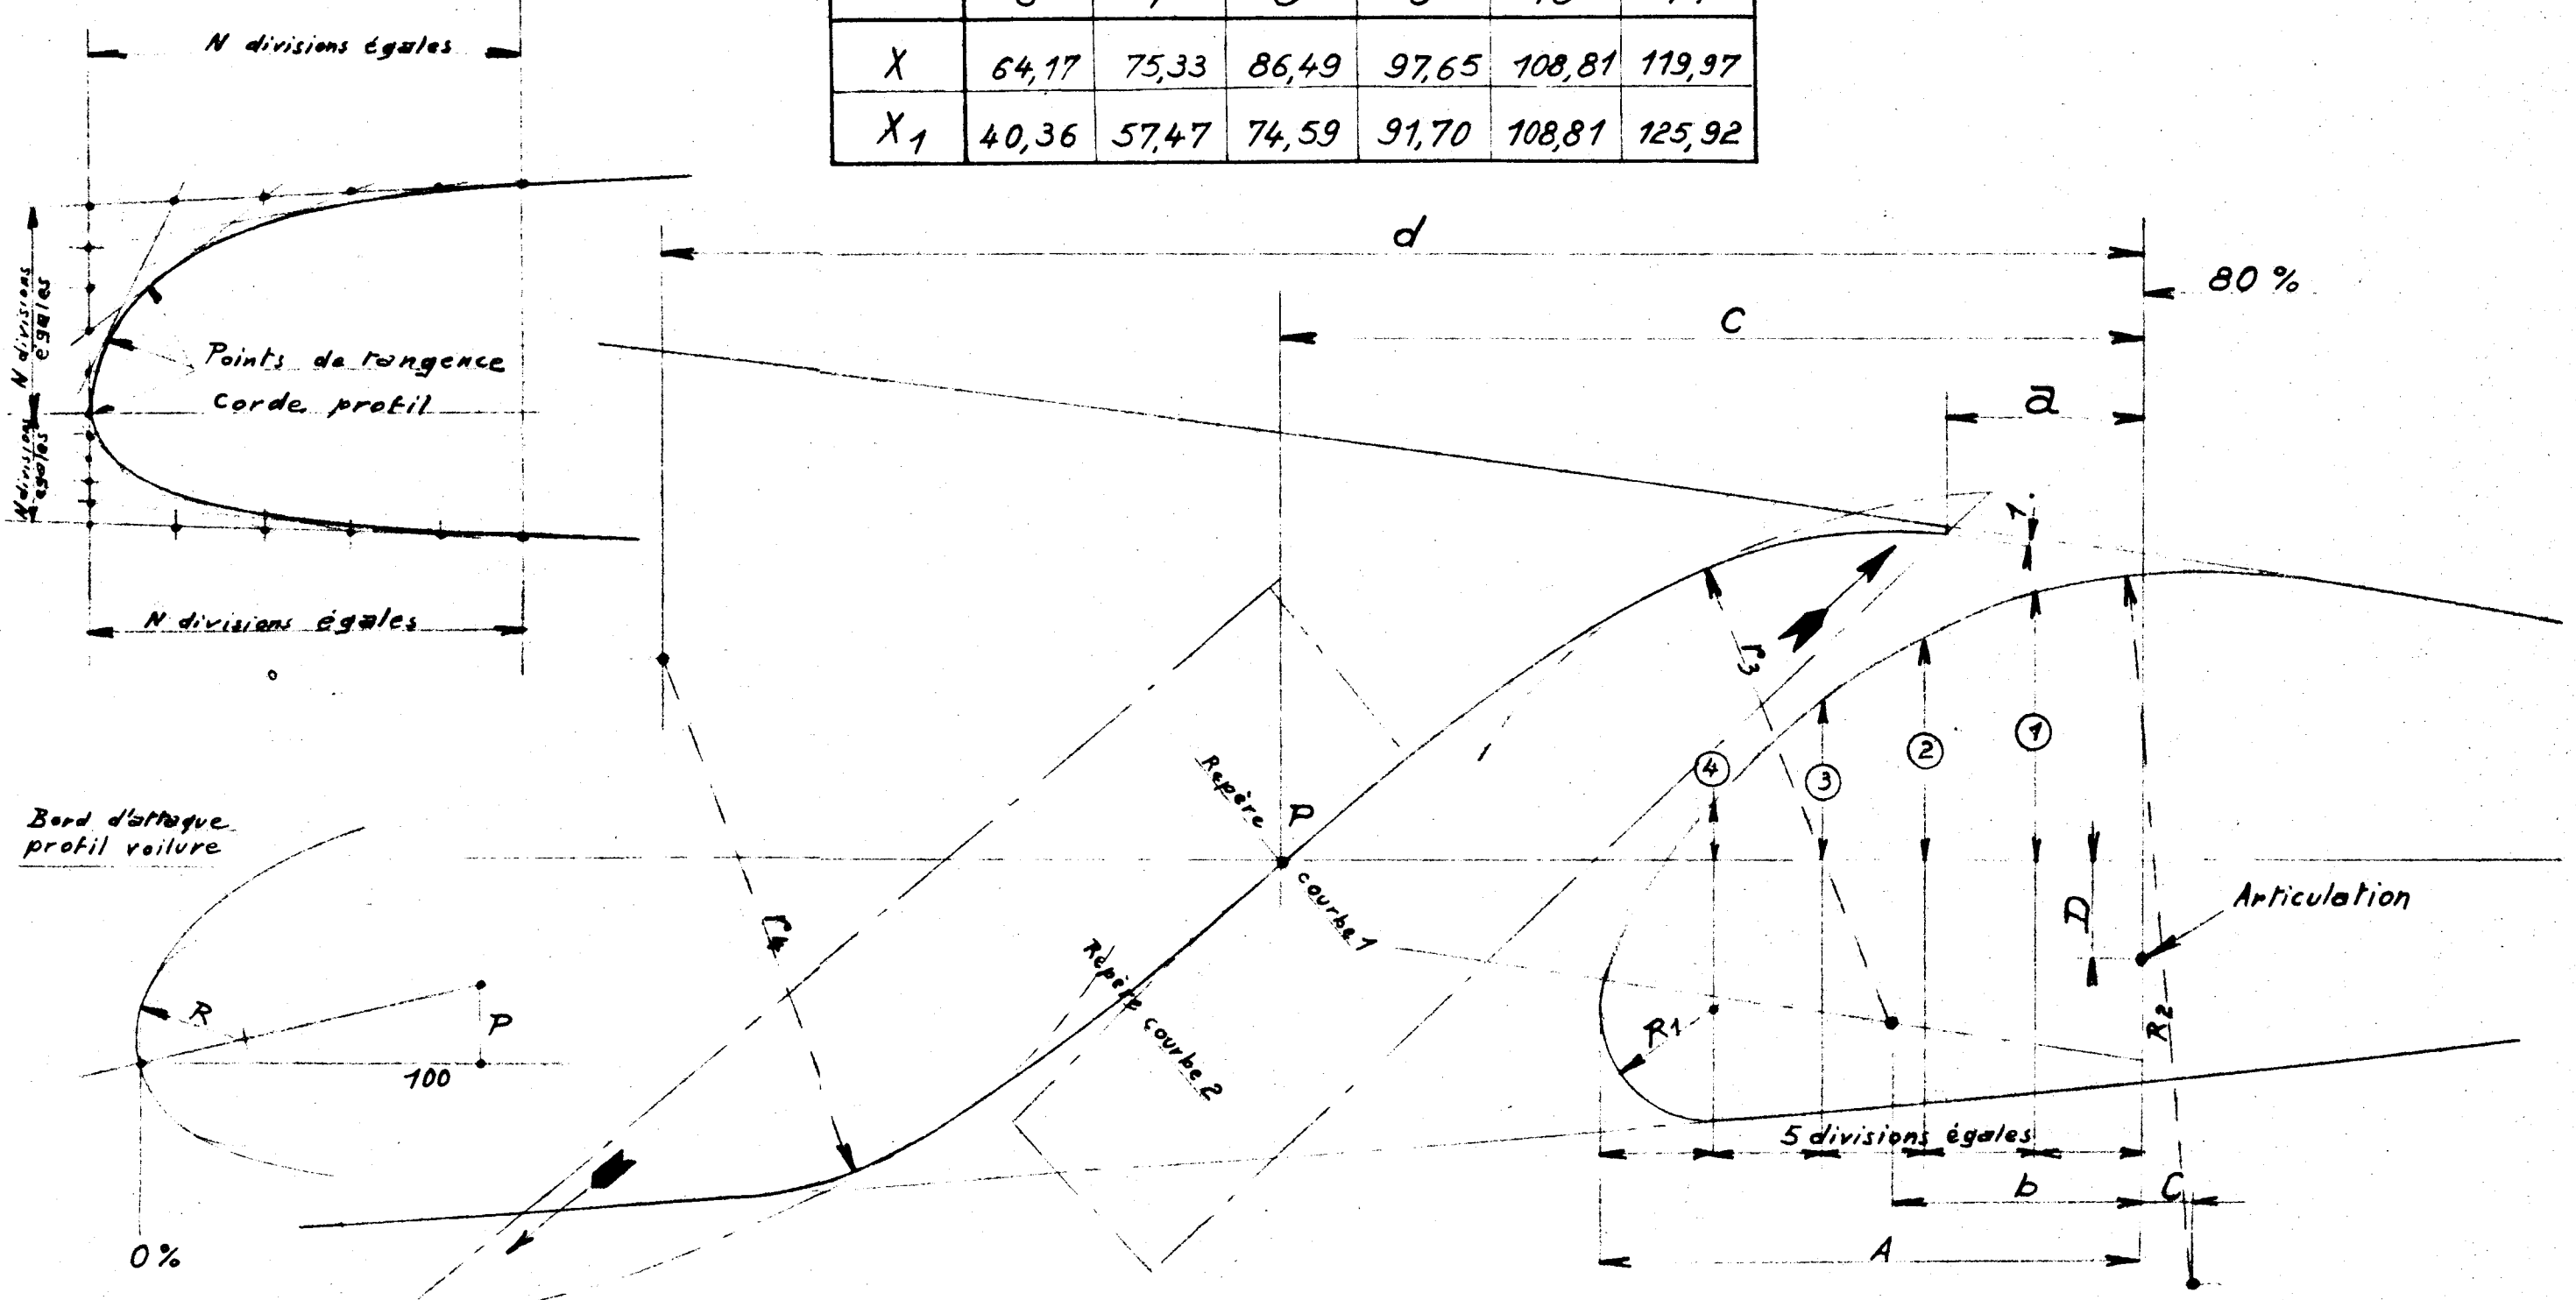 N divisions égales
X 64,17 75,33 86,49 97,65 108,81 119,97
X1 40,36 57,47 74,59 91,70 108,81 125,92
d
80 %
C
a
N divisions
égales
Points de tangence
Corde profil
N divisions
égales
N divisions égales
1
r3
4
3
2
1
Repère
P
courbe 1
Bord d'attaque
profil voilure
Articulation
D
r4
Repère
courbe 2
R
P
100
R1
R2
5 divisions égales
b
C
A
0 %